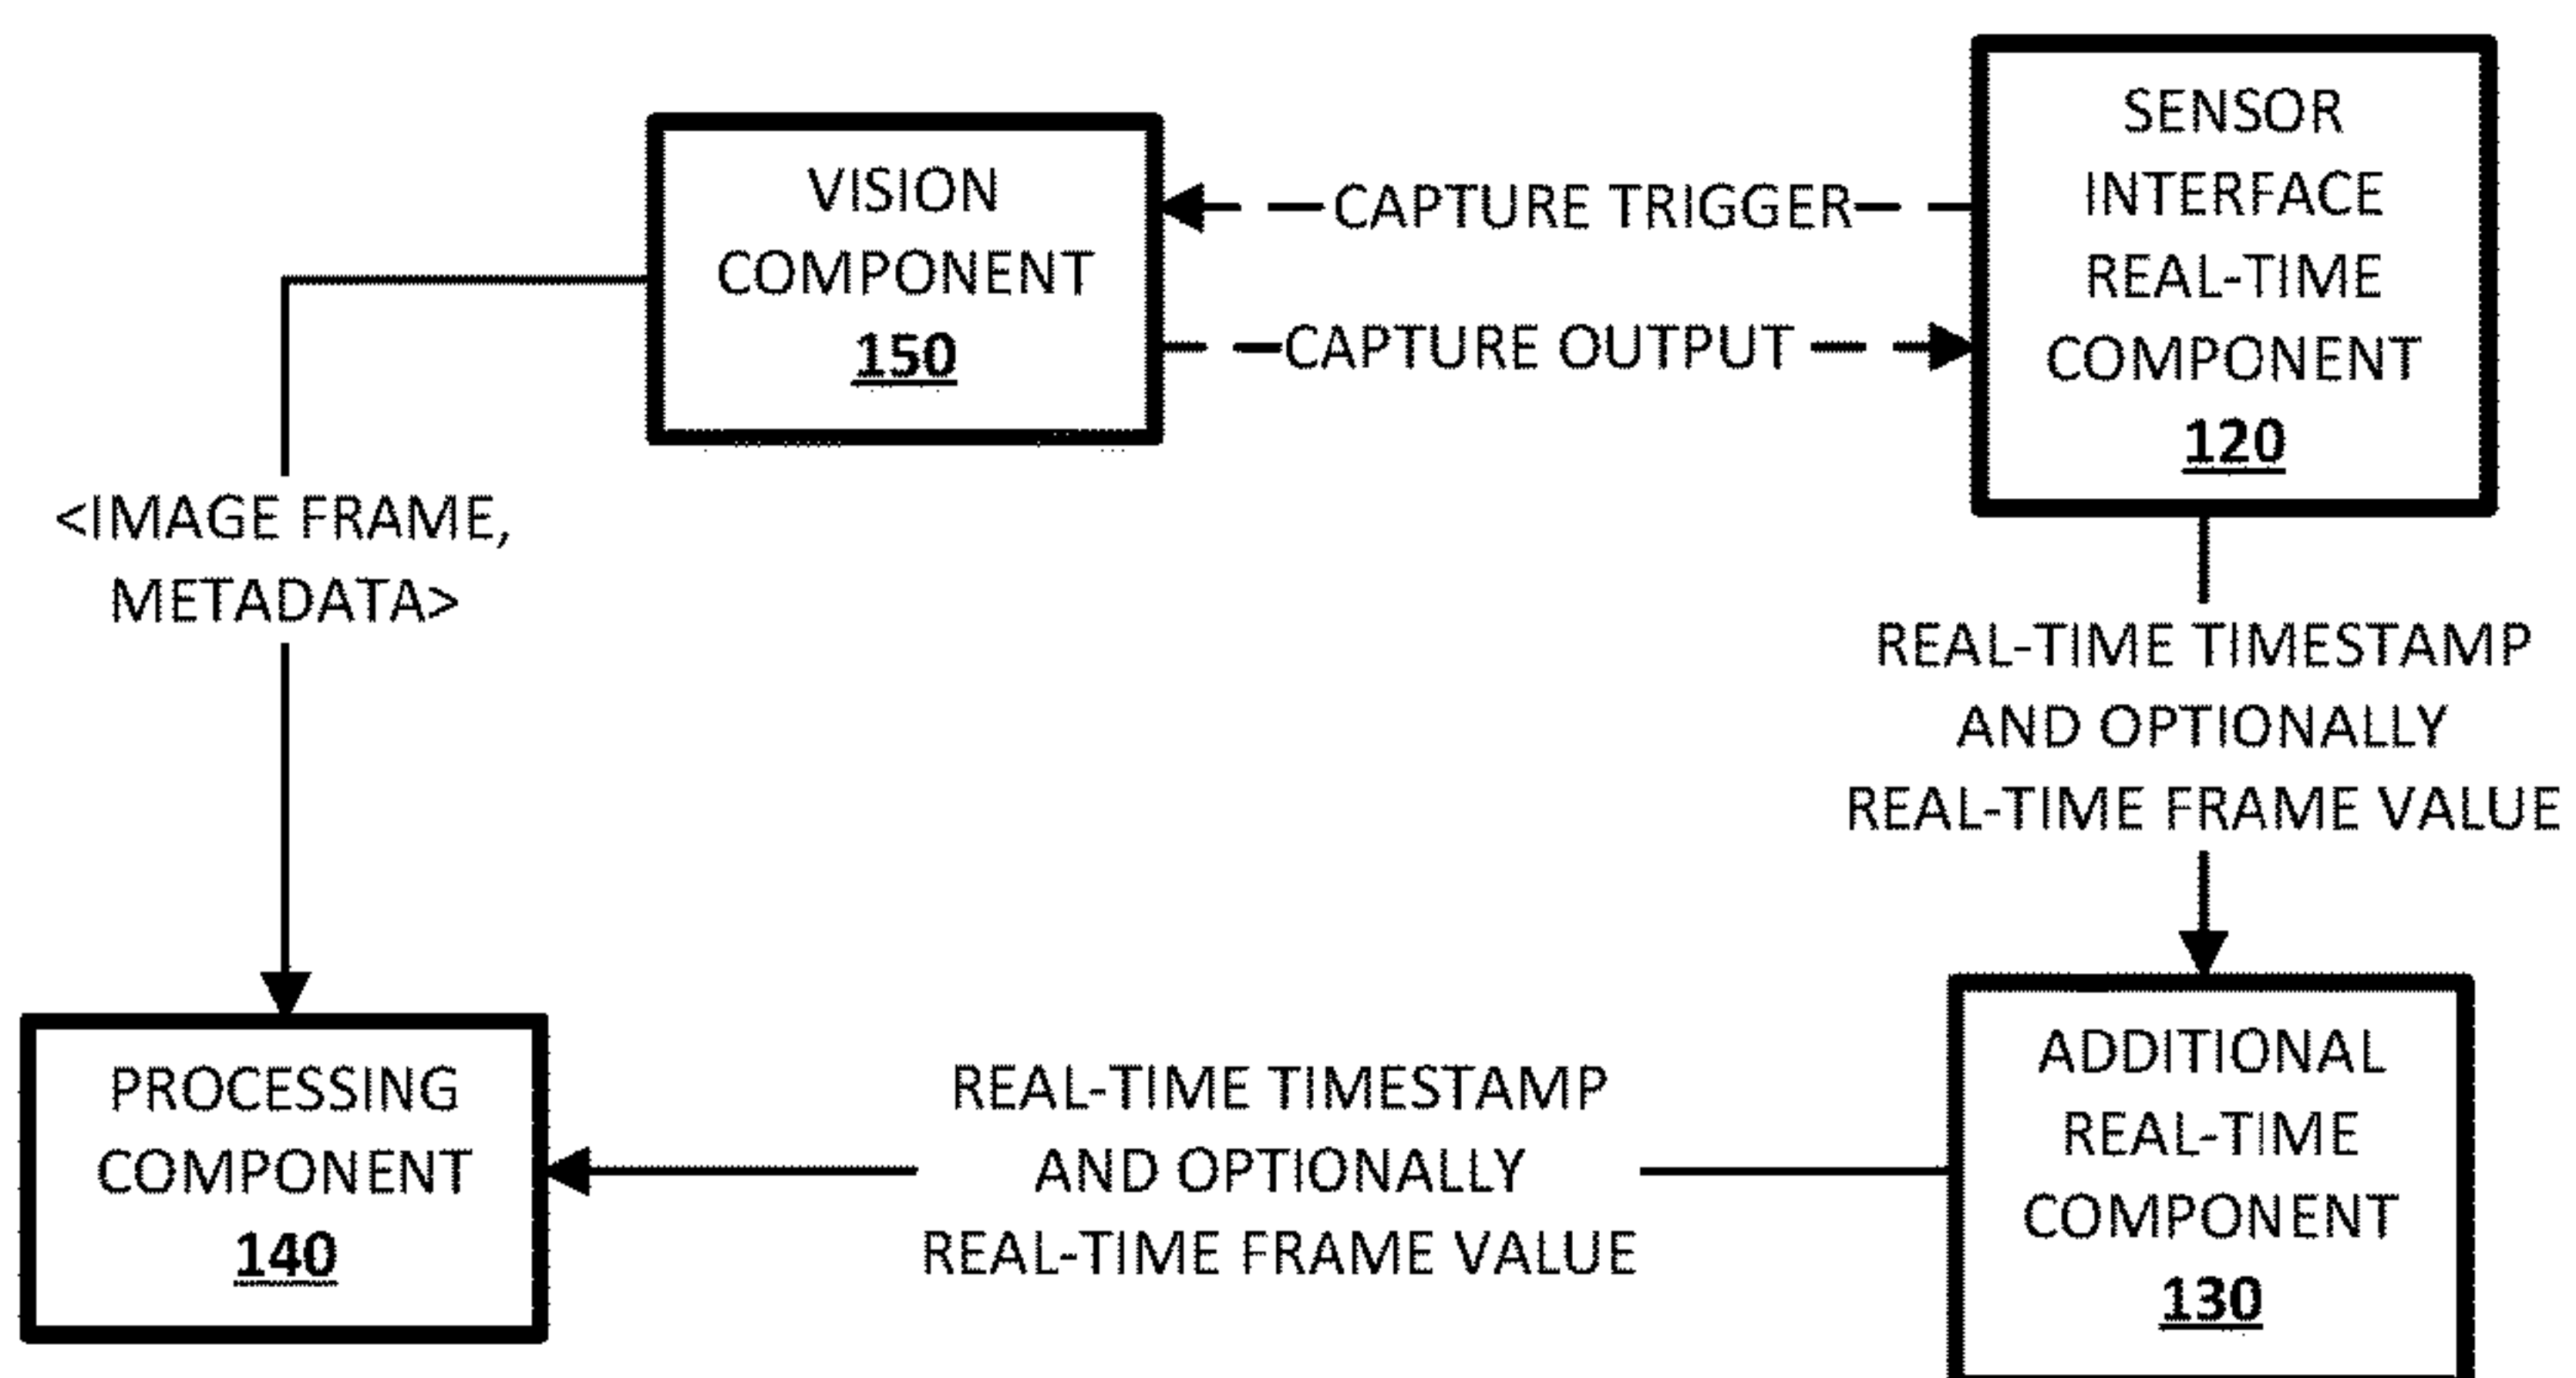 VISION
COMPONENT
150
CAPTURE TRIGGER
CAPTURE OUTPUT
SENSOR
INTERFACE
REAL-TIME
COMPONENT
120
<IMAGE FRAME,
METADATA>
REAL-TIME TIMESTAMP
AND OPTIONALLY
REAL-TIME FRAME VALUE
PROCESSING
COMPONENT
140
REAL-TIME TIMESTAMP
AND OPTIONALLY
REAL-TIME FRAME VALUE
ADDITIONAL
REAL-TIME
COMPONENT
130